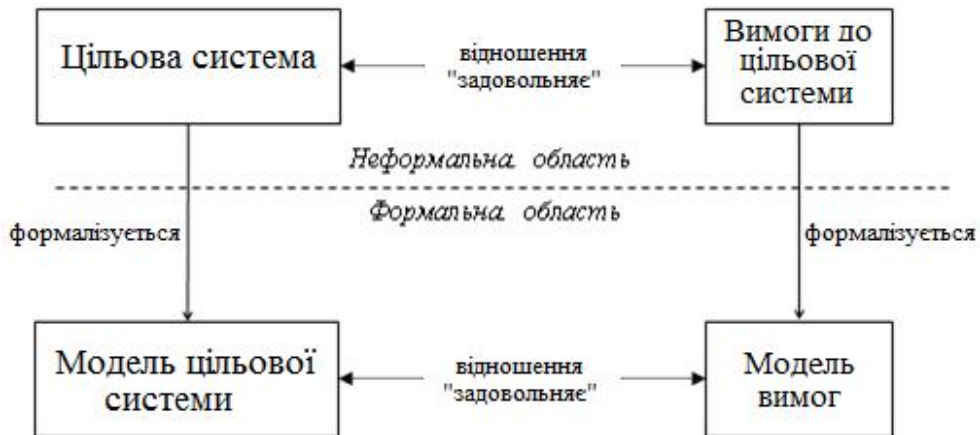 Цільова система
відношення
"задовольняє"
Вимоги до
цільової
системи
Неформальна область
Формальна область
формалізується
формалізується
Модель цільової
системи
відношення
"задовольняє"
Модель
вимог